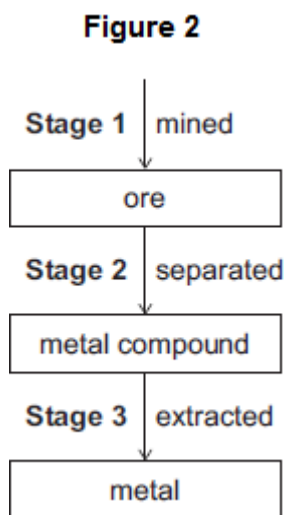 Figure 2
Stage 1 mined
ore
Stage 2 separated
metal compound
Stage 3 extracted
metal